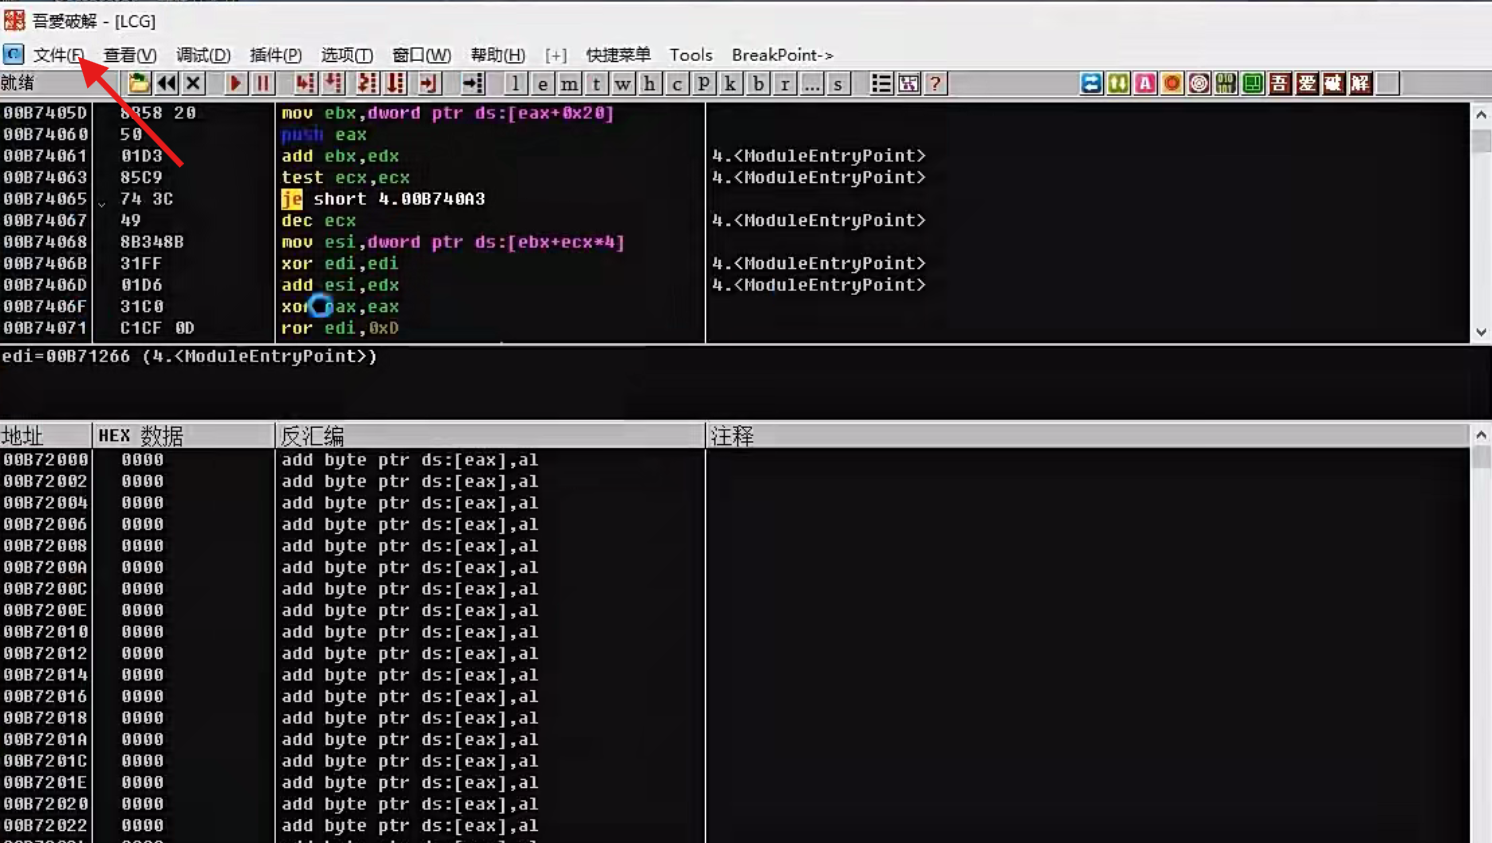 吾愛破解 - [LCG]
C 文件(F) 查看(V) 调试(D) 插件(P) 选项(T) 窗口(W) 帮助(H) [+] 快捷菜单 Tools BreakPoint->
就绪 l e m t w h c P k b r ... s ? A 吾 爱 破 解
00B7405D 8B58 20 mov ebx,dword ptr ds:[eax+0x20]
00B74060 50 push eax
00B74061 01D3 add ebx,edx 4.<ModuleEntryPoint>
00B74063 85C9 test ecx,ecx 4.<ModuleEntryPoint>
00B74065 74 3C je short 4.00B740A3
00B74067 49 dec ecx 4.<ModuleEntryPoint>
00B74068 8B348B mov esi,dword ptr ds:[ebx+ecx*4]
00B7406B 31FF xor edi,edi 4.<ModuleEntryPoint>
00B7406D 01D6 add esi,edx 4.<ModuleEntryPoint>
00B7406F 31C0 xor eax,eax
00B74071 C1CF 0D ror edi,0xD
edi=00B71266 (4.<ModuleEntryPoint>)
地址 HEX 数据 反汇编 注释
00B72000 0000 add byte ptr ds:[eax],al
00B72002 0000 add byte ptr ds:[eax],al
00B72004 0000 add byte ptr ds:[eax],al
00B72006 0000 add byte ptr ds:[eax],al
00B72008 0000 add byte ptr ds:[eax],al
00B7200A 0000 add byte ptr ds:[eax],al
00B7200C 0000 add byte ptr ds:[eax],al
00B7200E 0000 add byte ptr ds:[eax],al
00B72010 0000 add byte ptr ds:[eax],al
00B72012 0000 add byte ptr ds:[eax],al
00B72014 0000 add byte ptr ds:[eax],al
00B72016 0000 add byte ptr ds:[eax],al
00B72018 0000 add byte ptr ds:[eax],al
00B7201A 0000 add byte ptr ds:[eax],al
00B7201C 0000 add byte ptr ds:[eax],al
00B7201E 0000 add byte ptr ds:[eax],al
00B72020 0000 add byte ptr ds:[eax],al
00B72022 0000 add byte ptr ds:[eax],al